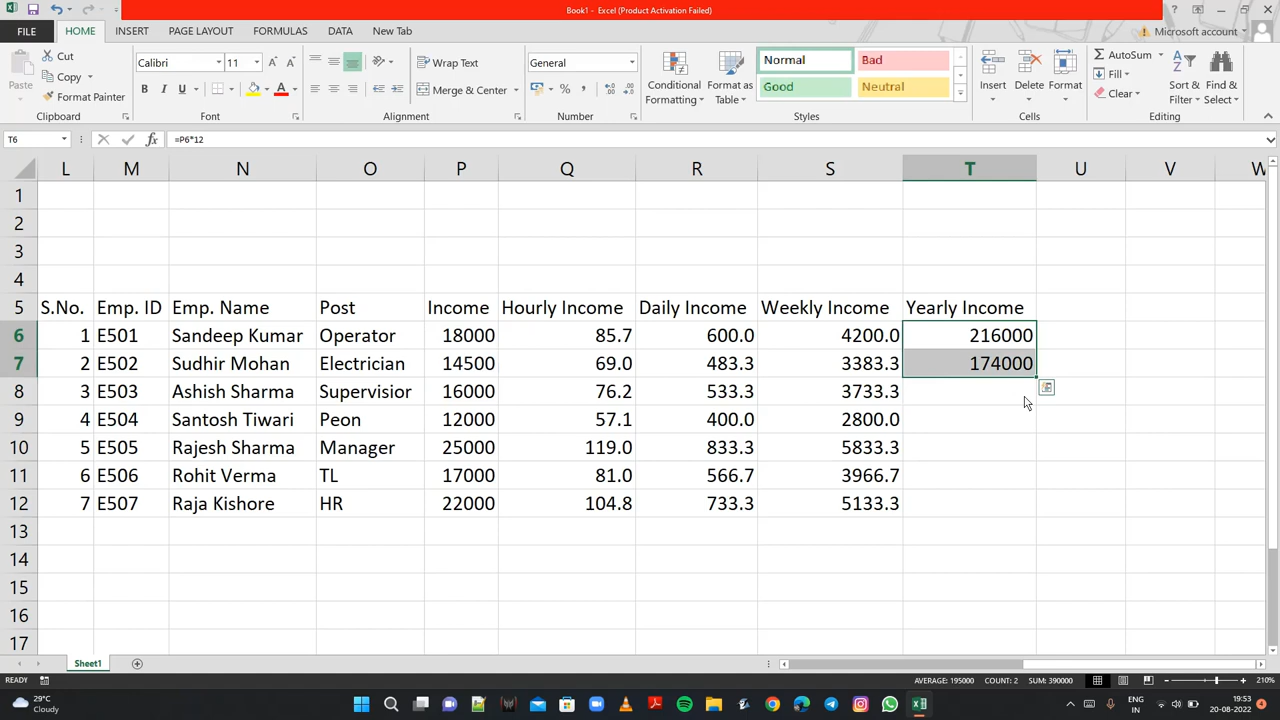 Book1 - Excel (Product Activation Failed)
FILE HOME INSERT PAGE LAYOUT FORMULAS DATA New Tab Microsoft account
Paste Cut Copy Format Painter Clipboard
Calibri 11 B I U A A A Font
Wrap Text Merge & Center Alignment
General % , Number
Conditional Formatting Format as Table Normal Bad Good Neutral Styles
Insert Delete Format Cells
AutoSum Fill Clear Sort & Filter Find & Select Editing
T6 fx =P6*12
L M N O P Q R S T U V W
1
2
3
4
5 S.No. Emp. ID Emp. Name Post Income Hourly Income Daily Income Weekly Income Yearly Income
6 1 E501 Sandeep Kumar Operator 18000 85.7 600.0 4200.0 216000
7 2 E502 Sudhir Mohan Electrician 14500 69.0 483.3 3383.3 174000
8 3 E503 Ashish Sharma Supervisior 16000 76.2 533.3 3733.3
9 4 E504 Santosh Tiwari Peon 12000 57.1 400.0 2800.0
10 5 E505 Rajesh Sharma Manager 25000 119.0 833.3 5833.3
11 6 E506 Rohit Verma TL 17000 81.0 566.7 3966.7
12 7 E507 Raja Kishore HR 22000 104.8 733.3 5133.3
13
14
15
16
17
Sheet1
READY AVERAGE: 195000 COUNT: 2 SUM: 390000 210%
29°C
Cloudy
ENG
IN
19:53
20-08-2022